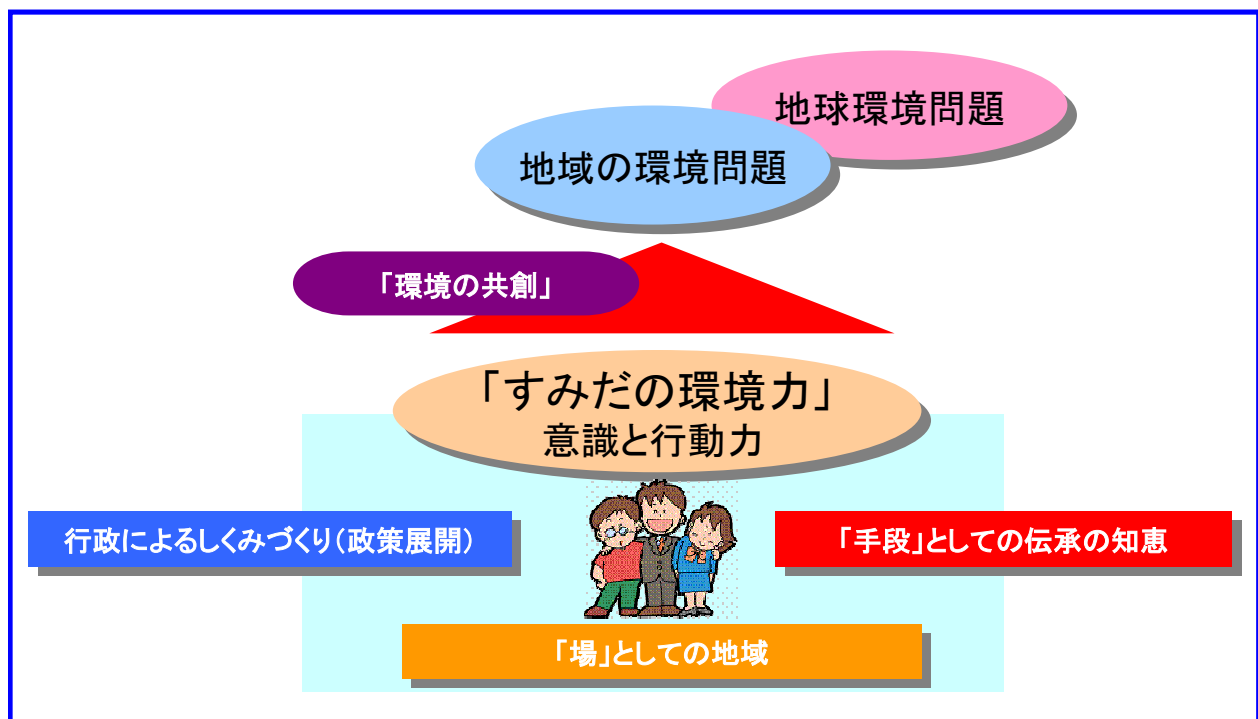 地球環境問題
地域の環境問題
「環境の共創」
「すみだの環境力」
意識と行動力
行政によるしくみづくり(政策展開)
「手段」としての伝承の知恵
「場」としての地域